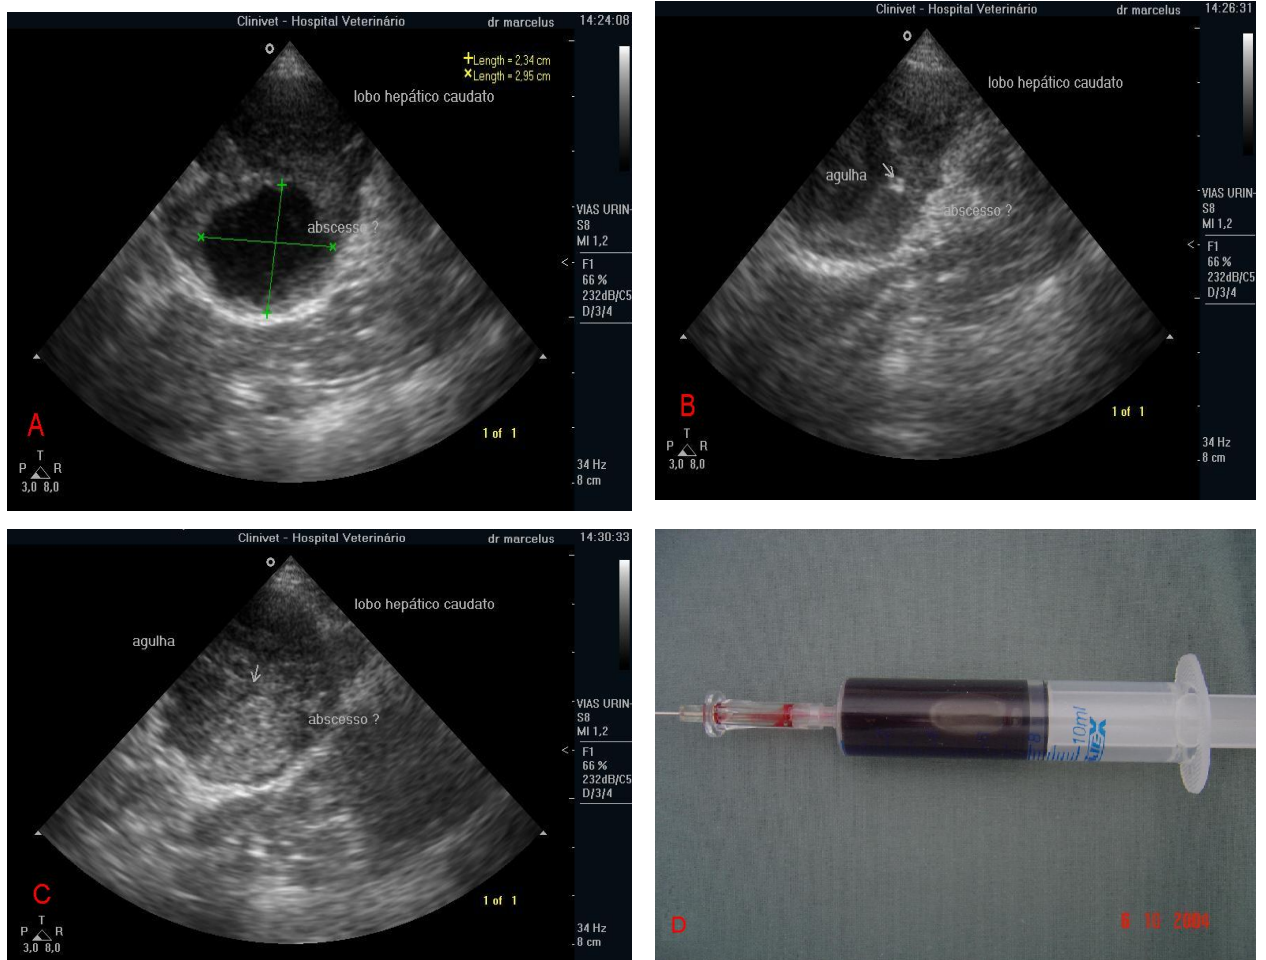 Clinivet - Hospital Veterinário
dr marcelus
14:24:08
+Length = 2,34 cm
×Length = 2,95 cm
lobo hepático caudato
abscesso ?
VIAS URIN-
S8
MI 1,2
F1
66 %
232dB/C5
D/3/4
<
A
1 of 1
T
P R
3,0 8,0
34 Hz
8 cm
Clinivet - Hospital Veterinário
dr marcelus
14:26:31
lobo hepático caudato
agulha
abscesso ?
VIAS URIN-
S8
MI 1,2
F1
66 %
232dB/C5
D/3/4
<
B
1 of 1
T
P R
3,0 8,0
34 Hz
8 cm
Clinivet - Hospital Veterinário
dr marcelus
14:30:33
lobo hepático caudato
agulha
abscesso ?
VIAS URIN-
S8
MI 1,2
F1
66 %
232dB/C5
D/3/4
<
C
1 of 1
T
P R
3,0 8,0
34 Hz
8 cm
8
10ml
D
2004